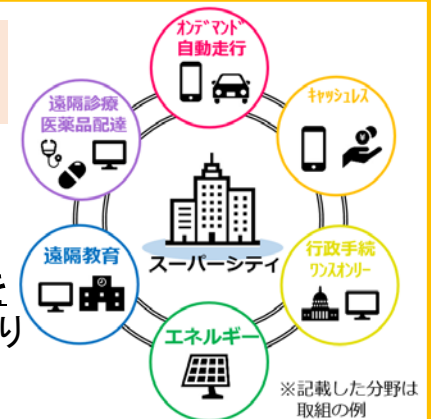 オンデマンド
自動走行
遠隔診療
医薬品配達
キャッシュレス
スーパーシティ
遠隔教育
行政手続
ワンスオンリー
エネルギー
り
※記載した分野は
取組の例